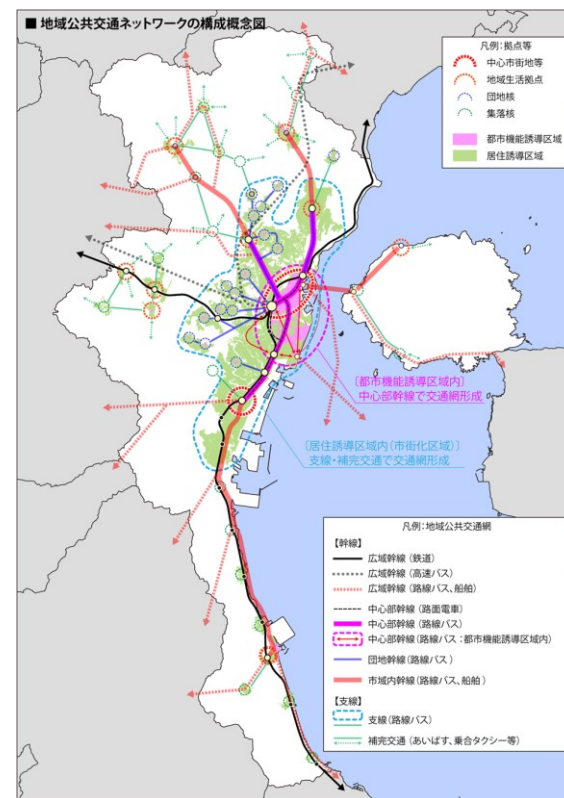 ■ 地域公共交通ネットワークの構成概念図
凡例：拠点等
中心市街地等
地域生活拠点
団地核
集落核
都市機能誘導区域
居住誘導区域
〔都市機能誘導区域内〕
中心部幹線で交通網形成
〔居住誘導区域内（市街化区域）〕
支線・補完交通で交通網形成
凡例：地域公共交通網
【幹線】
広域幹線（鉄道）
広域幹線（高速バス）
広域幹線（路線バス、船舶）
中心部幹線（路面電車）
中心部幹線（路線バス）
中心部幹線（路線バス：都市機能誘導区域内）
団地幹線（路線バス）
市域内幹線（路線バス、船舶）
【支線】
支線（路線バス）
補完交通（あいばす、乗合タクシー等）